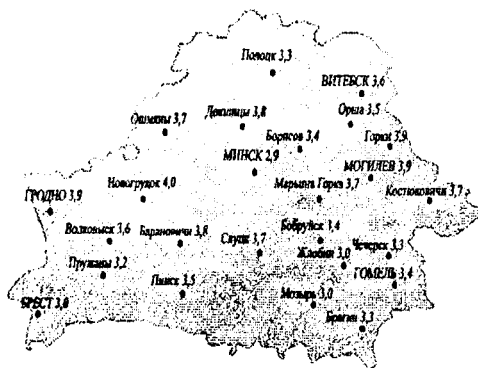 Полоцк 3,3
ВИТЕБСК 3,6
Ошмяны 3,7
Докшицы 3,8
Орша 3,5
Борисов 3,4
Горки 3,9
МИНСК 2,9
МОГИЛЕВ 3,9
Новогрудок 4,0
Марьина Горка 3,7
Костюковичи 3,7
ГРОДНО 3,9
Волковыск 3,6
Барановичи 3,8
Бобруйск 3,4
Слуцк 3,7
Жлобин 3,0
Чечерск 3,3
Пружаны 3,2
ГОМЕЛЬ 3,4
Пинск 3,5
Мозырь 3,0
БРЕСТ
Брагин 3,3